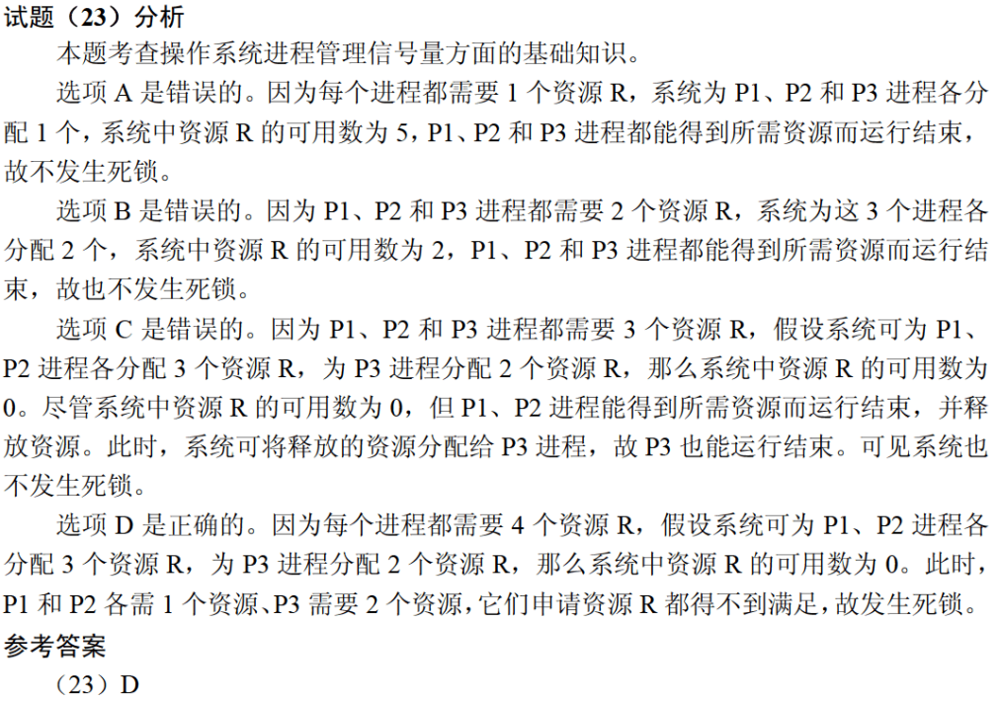 试题（23）分析
本题考查操作系统进程管理信号量方面的基础知识。
选项 A 是错误的。因为每个进程都需要 1 个资源 R，系统为 P1、P2 和 P3 进程各分
配 1 个，系统中资源 R 的可用数为 5，P1、P2 和 P3 进程都能得到所需资源而运行结束，
故不发生死锁。
选项 B 是错误的。因为 P1、P2 和 P3 进程都需要 2 个资源 R，系统为这 3 个进程各
分配 2 个，系统中资源 R 的可用数为 2，P1、P2 和 P3 进程都能得到所需资源而运行结
束，故也不发生死锁。
选项 C 是错误的。因为 P1、P2 和 P3 进程都需要 3 个资源 R，假设系统可为 P1、
P2 进程各分配 3 个资源 R，为 P3 进程分配 2 个资源 R，那么系统中资源 R 的可用数为
0。尽管系统中资源 R 的可用数为 0，但 P1、P2 进程能得到所需资源而运行结束，并释
放资源。此时，系统可将释放的资源分配给 P3 进程，故 P3 也能运行结束。可见系统也
不发生死锁。
选项 D 是正确的。因为每个进程都需要 4 个资源 R，假设系统可为 P1、P2 进程各
分配 3 个资源 R，为 P3 进程分配 2 个资源 R，那么系统中资源 R 的可用数为 0。此时，
P1 和 P2 各需 1 个资源、P3 需要 2 个资源，它们申请资源 R 都得不到满足，故发生死锁。
参考答案
（23）D